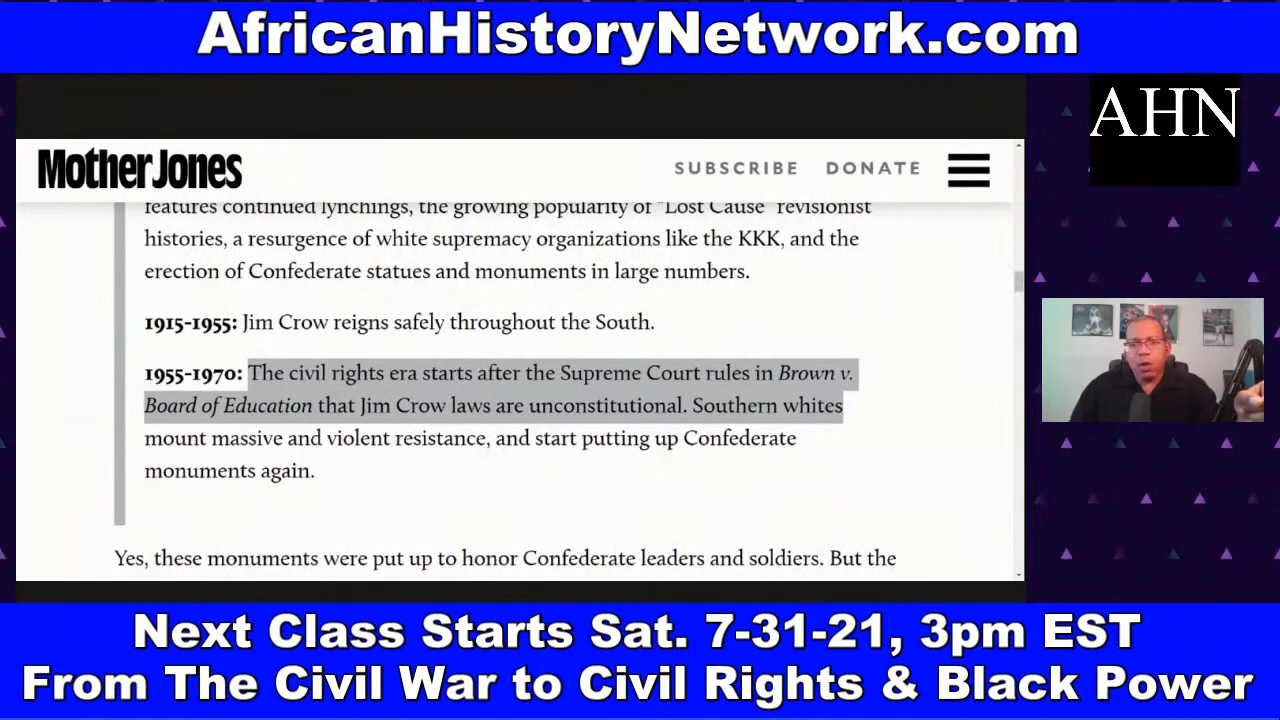 AfricanHistoryNetwork.com
AHN
Mother Jones
SUBSCRIBE DONATE
features continued lynchings, the growing popularity of "Lost Cause" revisionist
histories, a resurgence of white supremacy organizations like the KKK, and the
erection of Confederate statues and monuments in large numbers.
1915-1955: Jim Crow reigns safely throughout the South.
1955-1970: The civil rights era starts after the Supreme Court rules in Brown v.
Board of Education that Jim Crow laws are unconstitutional. Southern whites
mount massive and violent resistance, and start putting up Confederate
monuments again.
Yes, these monuments were put up to honor Confederate leaders and soldiers. But the
Next Class Starts Sat. 7-31-21, 3pm EST
From The Civil War to Civil Rights & Black Power